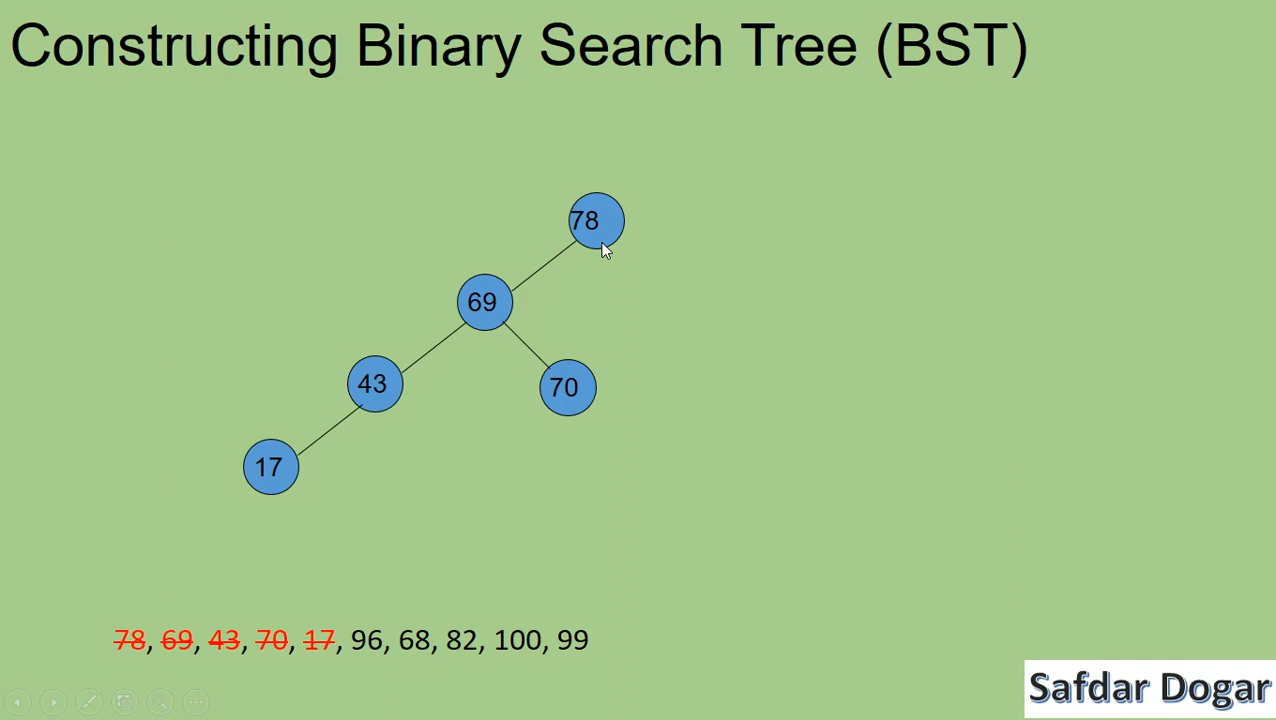 Constructing Binary Search Tree (BST)
78
69
43
70
17
78, 69, 43, 70, 17, 96, 68, 82, 100, 99
Safdar Dogar